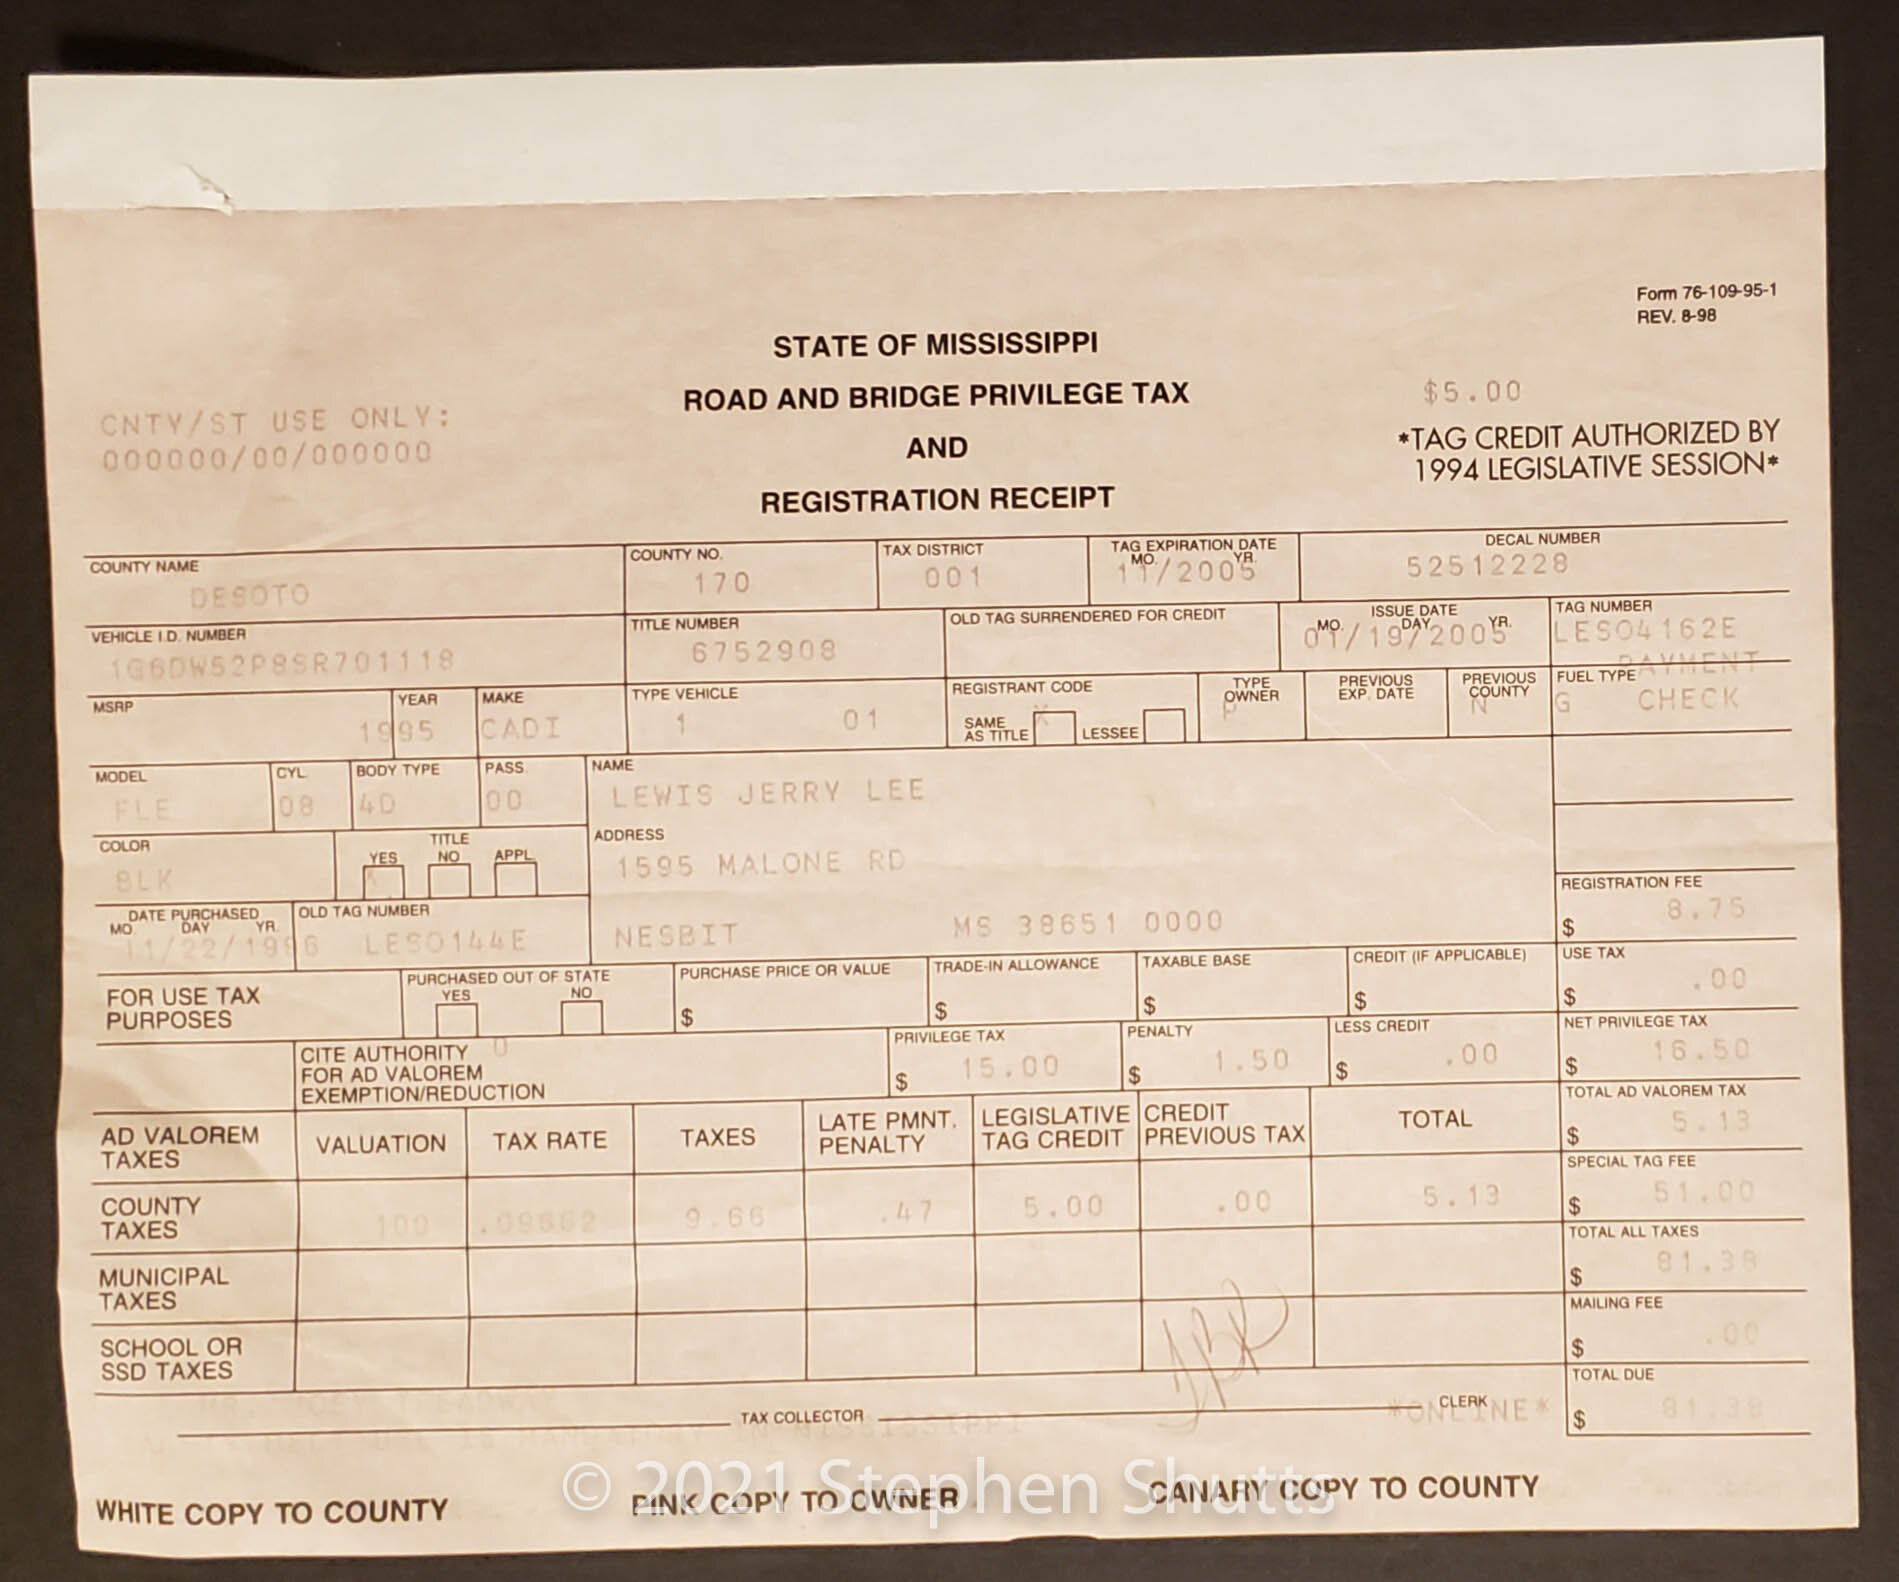 Form 76-109-95-1
REV. 8-98
STATE OF MISSISSIPPI
ROAD AND BRIDGE PRIVILEGE TAX
AND
REGISTRATION RECEIPT
CNTY/ST USE ONLY:
000000/00/000000
$5.00
*TAG CREDIT AUTHORIZED BY
1994 LEGISLATIVE SESSION*
COUNTY NAME COUNTY NO. TAX DISTRICT TAG EXPIRATION DATE MO. YR. DECAL NUMBER
DESOTO 170 001 11/2005 52512228
VEHICLE I.D. NUMBER TITLE NUMBER OLD TAG SURRENDERED FOR CREDIT ISSUE DATE MO. DAY YR. TAG NUMBER
1G6DW52P8SR701118 6752908 /19/2005 LESO4162E
PAYMENT
MSRP YEAR MAKE TYPE VEHICLE REGISTRANT CODE TYPE OWNER PREVIOUS EXP. DATE PREVIOUS COUNTY FUEL TYPE
1995 CADI 1 01 SAME AS TITLE X LESSEE P N G CHECK
MODEL CYL. BODY TYPE PASS. NAME
FLE 08 4D 00 LEWIS JERRY LEE
COLOR TITLE YES NO APPL. ADDRESS
BLK 1595 MALONE RD
REGISTRATION FEE
$ 8.75
DATE PURCHASED MO DAY YR. OLD TAG NUMBER
11/22/1996 LESO144E NESBIT MS 38651 0000
FOR USE TAX PURPOSES PURCHASED OUT OF STATE YES NO PURCHASE PRICE OR VALUE $ TRADE-IN ALLOWANCE $ TAXABLE BASE $ CREDIT (IF APPLICABLE) $ USE TAX $ .00
CITE AUTHORITY 0
FOR AD VALOREM
EXEMPTION/REDUCTION
PRIVILEGE TAX $ 15.00 PENALTY $ 1.50 LESS CREDIT $ .00 NET PRIVILEGE TAX $ 16.50
AD VALOREM TAXES VALUATION TAX RATE TAXES LATE PMNT. PENALTY LEGISLATIVE TAG CREDIT CREDIT PREVIOUS TAX TOTAL
TOTAL AD VALOREM TAX
$ 5.13
COUNTY TAXES 100 .09662 9.66 .47 5.00 .00 5.13
SPECIAL TAG FEE
$ 51.00
MUNICIPAL TAXES
TOTAL ALL TAXES
$ 81.38
SCHOOL OR SSD TAXES
MAILING FEE
$ .00
TOTAL DUE
$ 81.38
TAX COLLECTOR CLERK *ONLINE*
IN MISSISSIPPI
WHITE COPY TO COUNTY PINK COPY TO OWNER CANARY COPY TO COUNTY
© 2021 Stephen Shutts